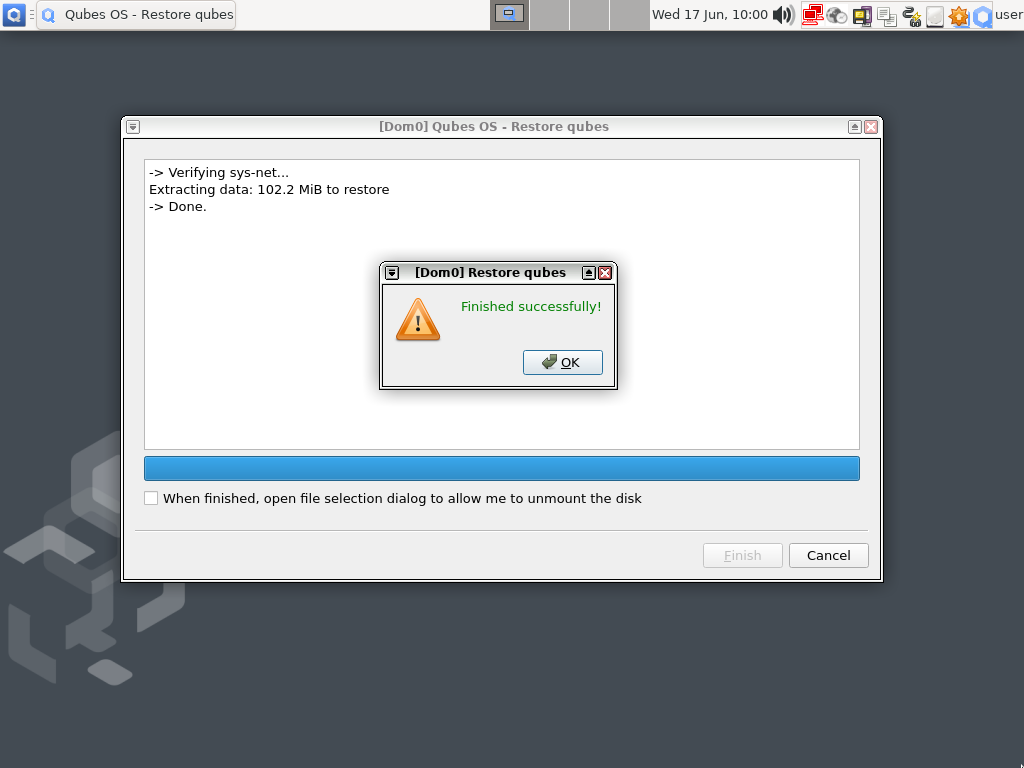 Qubes OS - Restore qubes
Wed 17 Jun, 10:00
user
[Dom0] Qubes OS - Restore qubes
-> Verifying sys-net...
Extracting data: 102.2 MiB to restore
-> Done.
[Dom0] Restore qubes
Finished successfully!
OK
When finished, open file selection dialog to allow me to unmount the disk
Finish
Cancel